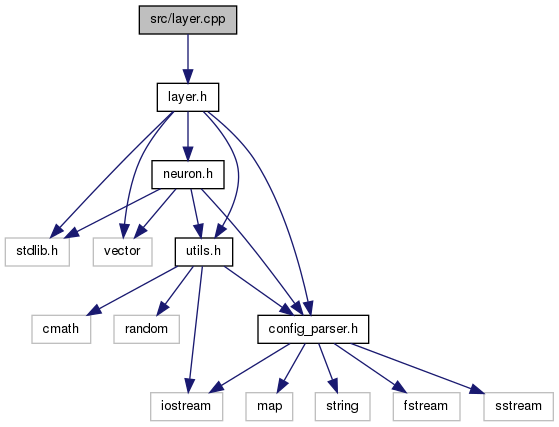 src/layer.cpp
layer.h
neuron.h
stdlib.h
vector
utils.h
cmath
random
config_parser.h
iostream
map
string
fstream
sstream